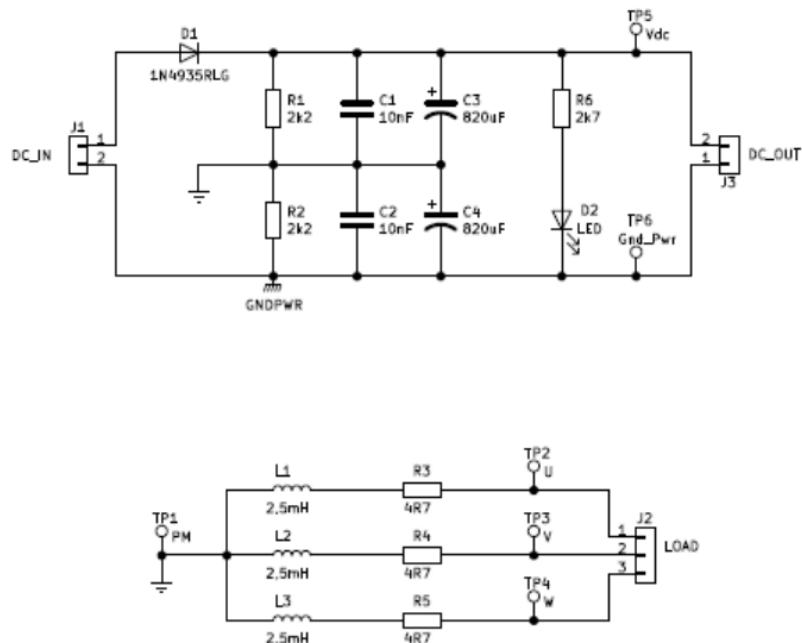 TP5
Vdc
D1
1N4935RLG
R1
2k2
C1
10nF
+
C3
820uF
R6
2k7
J1
1
2
DC_IN
2
1
DC_OUT
J3
R2
2k2
C2
10nF
+
C4
820uF
D2
LED
TP6
Gnd_Pwr
GNDPWR
L1
2.5mH
R3
4R7
TP2
U
TP1
PM
L2
2.5mH
R4
4R7
TP3
V
J2
1
2
3
LOAD
L3
2.5mH
R5
4R7
TP4
W